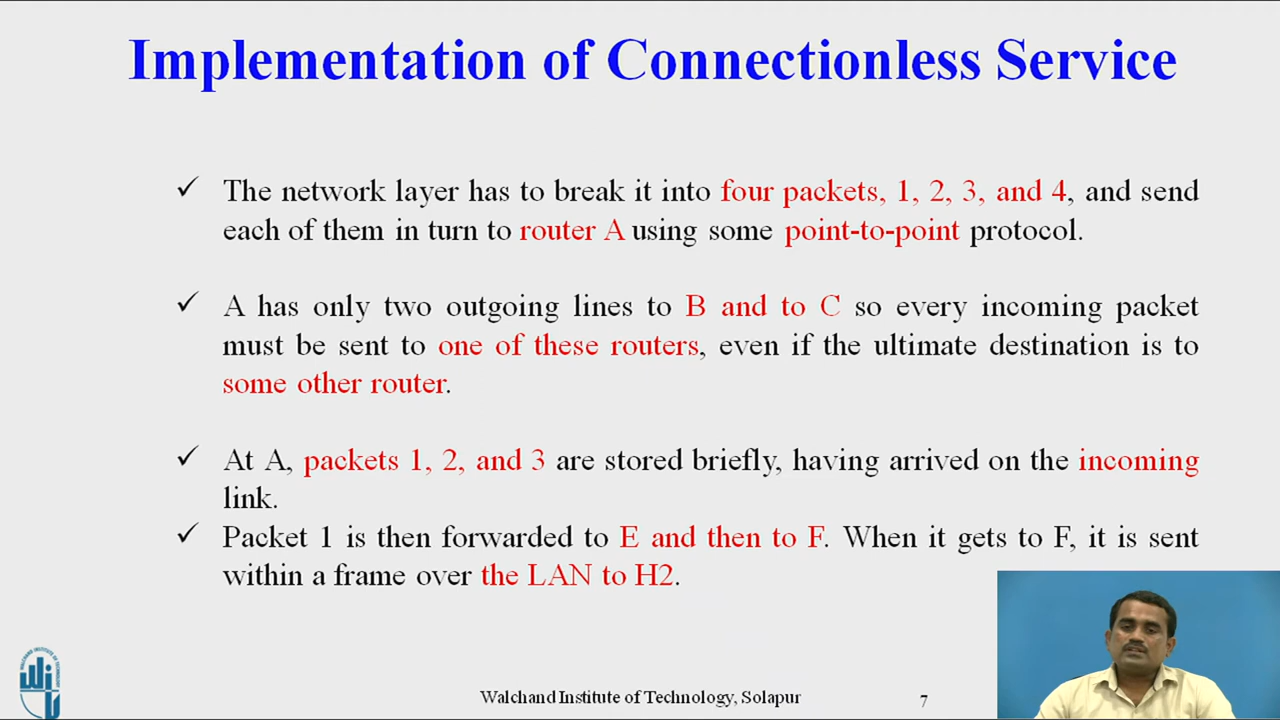 Implementation of Connectionless Service
✓ The network layer has to break it into four packets, 1, 2, 3, and 4, and send
each of them in turn to router A using some point-to-point protocol.
✓ A has only two outgoing lines to B and to C so every incoming packet
must be sent to one of these routers, even if the ultimate destination is to
some other router.
✓ At A, packets 1, 2, and 3 are stored briefly, having arrived on the incoming
link.
✓ Packet 1 is then forwarded to E and then to F. When it gets to F, it is sent
within a frame over the LAN to H2.
WALCHAND INSTITUTE OF TECHNOLOGY
Walchand Institute of Technology, Solapur
7